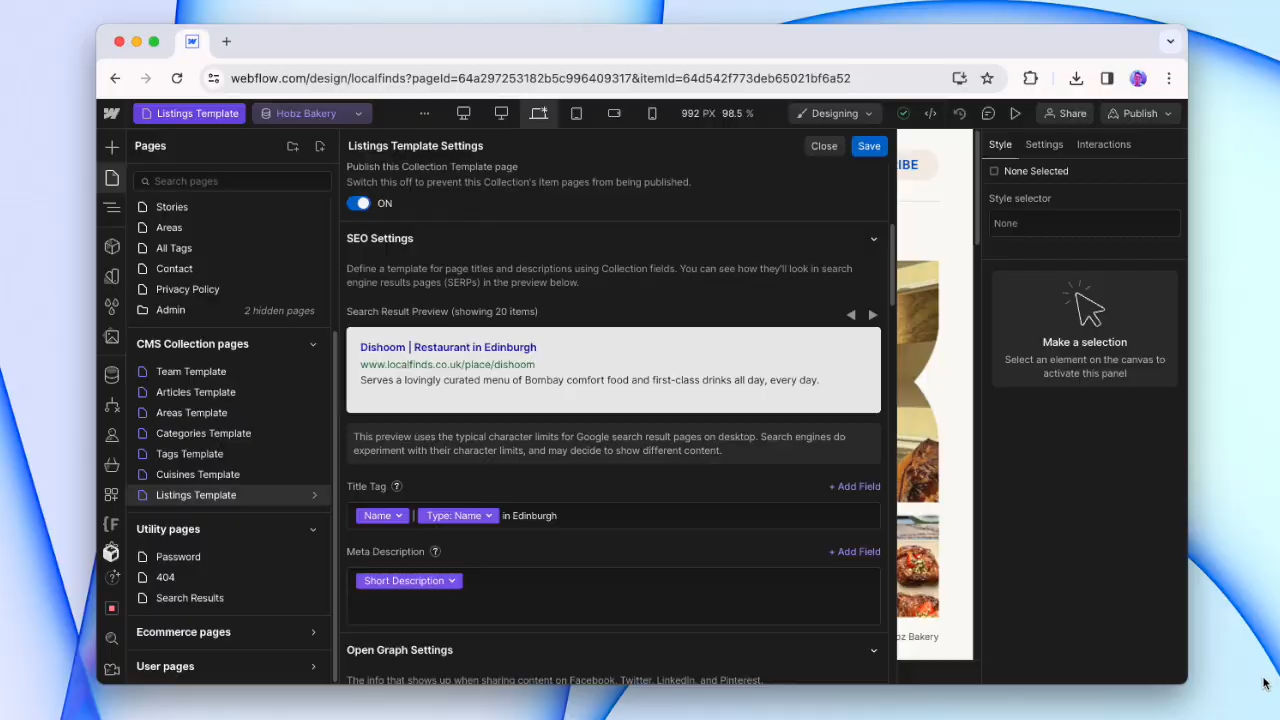 webflow.com/design/localfinds?pageId=64a297253182b5c996409317&itemId=64d542f773deb65021bf6a52
Listings Template
Hobz Bakery
992 PX 98.5 %
Designing
Share
Publish
Pages
Search pages
Stories
Areas
All Tags
Contact
Privacy Policy
Admin 2 hidden pages
CMS Collection pages
Team Template
Articles Template
Areas Template
Categories Template
Tags Template
Cuisines Template
Listings Template
Utility pages
Password
404
Search Results
Ecommerce pages
User pages
Listings Template Settings
Close
Save
Publish this Collection Template page
Switch this off to prevent this Collection's item pages from being published.
ON
SEO Settings
Define a template for page titles and descriptions using Collection fields. You can see how they'll look in search
engine results pages (SERPs) in the preview below.
Search Result Preview (showing 20 items)
Dishoom | Restaurant in Edinburgh
www.localfinds.co.uk/place/dishoom
Serves a lovingly curated menu of Bombay comfort food and first-class drinks all day, every day.
This preview uses the typical character limits for Google search result pages on desktop. Search engines do
experiment with their character limits, and may decide to show different content.
Title Tag ? + Add Field
Name | Type: Name in Edinburgh
Meta Description ? + Add Field
Short Description
Open Graph Settings
The info that shows up when sharing content on Facebook, Twitter, LinkedIn, and Pinterest.
IBE
bz Bakery
Style Settings Interactions
None Selected
Style selector
None
Make a selection
Select an element on the canvas to
activate this panel